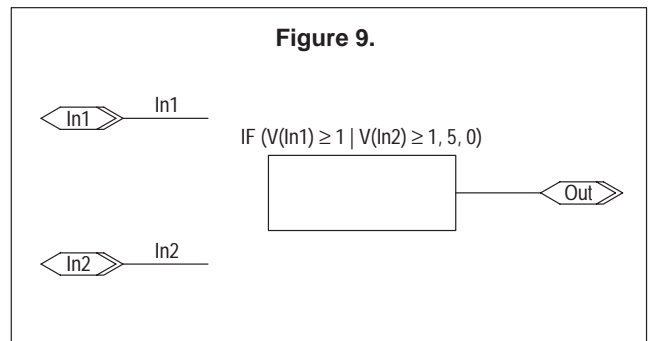 Figure 9.
In1 In1
IF (V(In1) ≥ 1 | V(In2) ≥ 1, 5, 0)
Out
In2 In2